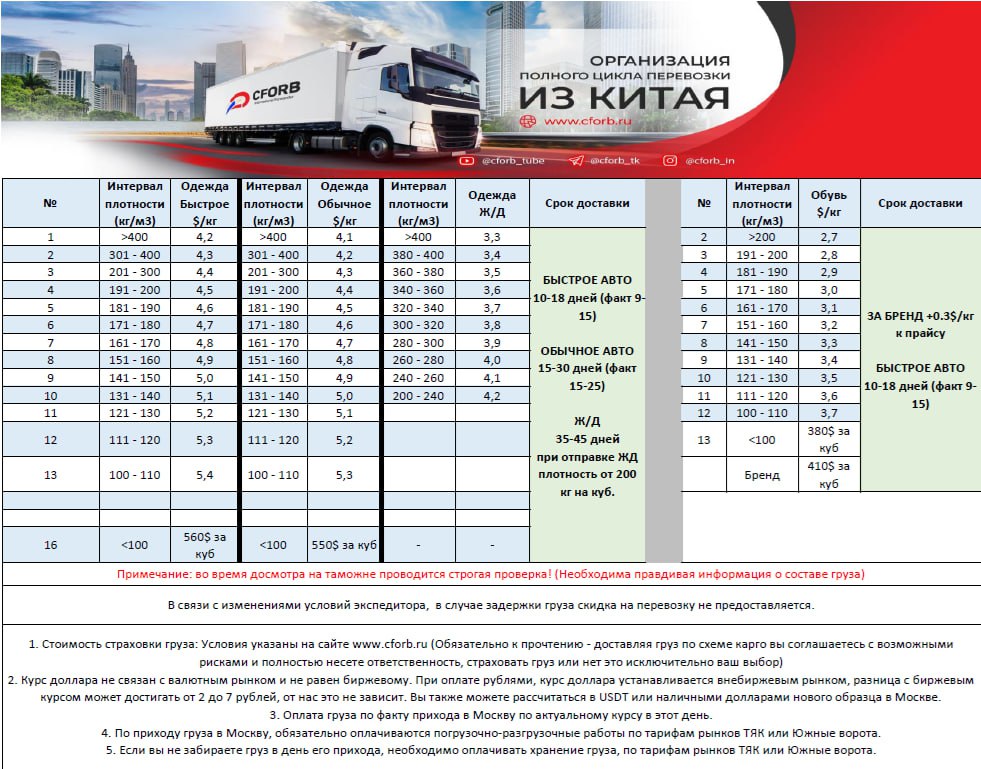 CFORB
ОРГАНИЗАЦИЯ
ПОЛНОГО ЦИКЛА ПЕРЕВОЗКИ
ИЗ КИТАЯ
www.cforb.ru
@cforb_tube @cforb_tk @cforb_in
№ Интервал плотности (кг/м3) Одежда Быстрое $/кг Интервал плотности (кг/м3) Одежда Обычное $/кг Интервал плотности (кг/м3) Одежда Ж/Д Срок доставки
1 >400 4,2 >400 4,1 >400 3,3
2 301 - 400 4,3 301 - 400 4,2 380 - 400 3,4
3 201 - 300 4,4 201 - 300 4,3 360 - 380 3,5
4 191 - 200 4,5 191 - 200 4,4 340 - 360 3,6
5 181 - 190 4,6 181 - 190 4,5 320 - 340 3,7
6 171 - 180 4,7 171 - 180 4,6 300 - 320 3,8
7 161 - 170 4,8 161 - 170 4,7 280 - 300 3,9
8 151 - 160 4,9 151 - 160 4,8 260 - 280 4,0
9 141 - 150 5,0 141 - 150 4,9 240 - 260 4,1
10 131 - 140 5,1 131 - 140 5,0 200 - 240 4,2
11 121 - 130 5,2 121 - 130 5,1
12 111 - 120 5,3 111 - 120 5,2
13 100 - 110 5,4 100 - 110 5,3
16 <100 560$ за куб <100 550$ за куб - -
БЫСТРОЕ АВТО
10-18 дней (факт 9-
15)
ОБЫЧНОЕ АВТО
15-30 дней (факт
15-25)
Ж/Д
35-45 дней
при отправке ЖД
плотность от 200
кг на куб.
№ Интервал плотности (кг/м3) Обувь $/кг Срок доставки
2 >200 2,7
3 191 - 200 2,8
4 181 - 190 2,9
5 171 - 180 3,0
6 161 - 170 3,1
7 151 - 160 3,2
8 141 - 150 3,3
9 131 - 140 3,4
10 121 - 130 3,5
11 111 - 120 3,6
12 100 - 110 3,7
13 <100 380$ за куб
Бренд 410$ за куб
ЗА БРЕНД +0.3$/кг
к прайсу
БЫСТРОЕ АВТО
10-18 дней (факт 9-
15)
Примечание: во время досмотра на таможне проводится строгая проверка! (Необходима правдивая информация о составе груза)
В связи с изменениями условий экспедитора, в случае задержки груза скидка на перевозку не предоставляется.
1. Стоимость страховки груза: Условия указаны на сайте www.cforb.ru (Обязательно к прочтению - доставляя груз по схеме карго вы соглашаетесь с возможными
рисками и полностью несете ответственность, страховать груз или нет это исключительно ваш выбор)
2. Курс доллара не связан с валютным рынком и не равен биржевому. При оплате рублями, курс доллара устанавливается внебиржевым рынком, разница с биржевым
курсом может достигать от 2 до 7 рублей, от нас это не зависит. Вы также можете рассчитаться в USDT или наличными долларами нового образца в Москве.
3. Оплата груза по факту прихода в Москву по актуальному курсу в этот день.
4. По приходу груза в Москву, обязательно оплачиваются погрузочно-разгрузочные работы по тарифам рынков ТЯК или Южные ворота.
5. Если вы не забираете груз в день его прихода, необходимо оплачивать хранение груза, по тарифам рынков ТЯК или Южные ворота.